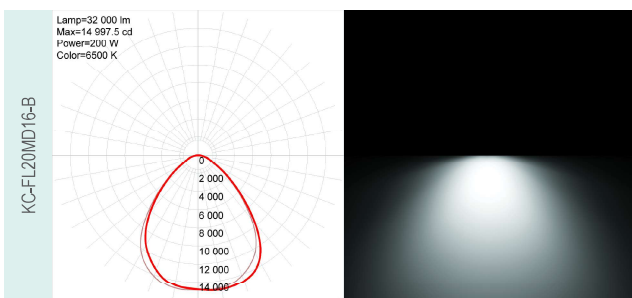 KC-FL20MD16-B
Lamp=32 000 lm
Max=14 997.5 cd
Power=200 W
Color=6500 K
0
2 000
4 000
6 000
8 000
10 000
12 000
14 000